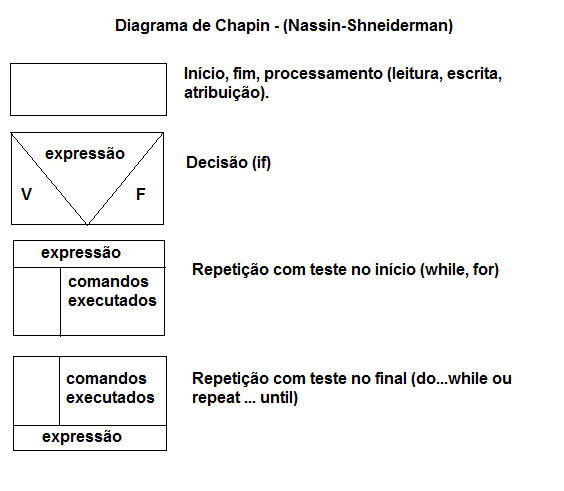 Diagrama de Chapin - (Nassin-Shneiderman)
Início, fim, processamento (leitura, escrita,
atribuição).
expressão
V
F
Decisão (if)
expressão
comandos
executados
Repetição com teste no início (while, for)
comandos
executados
expressão
Repetição com teste no final (do...while ou
repeat ... until)